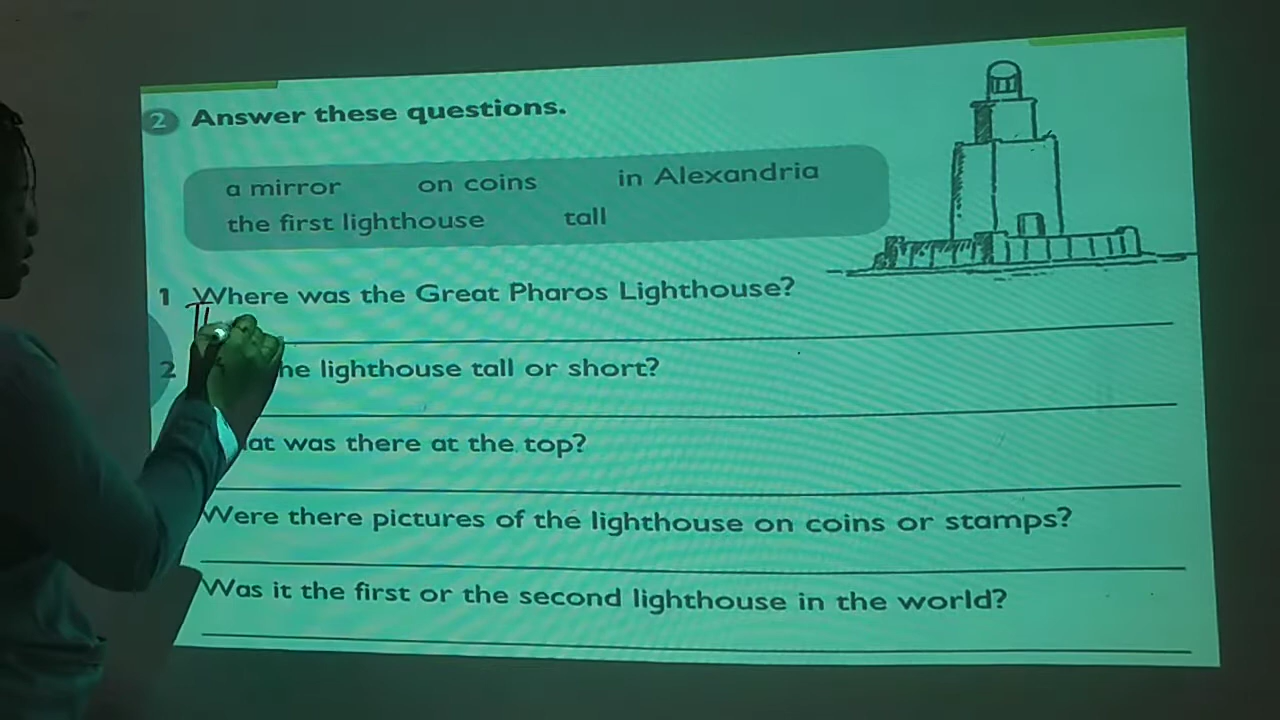 2 Answer these questions.
a mirror on coins in Alexandria
the first lighthouse tall
1 Where was the Great Pharos Lighthouse?
2 he lighthouse tall or short?
at was there at the top?
Were there pictures of the lighthouse on coins or stamps?
Was it the first or the second lighthouse in the world?